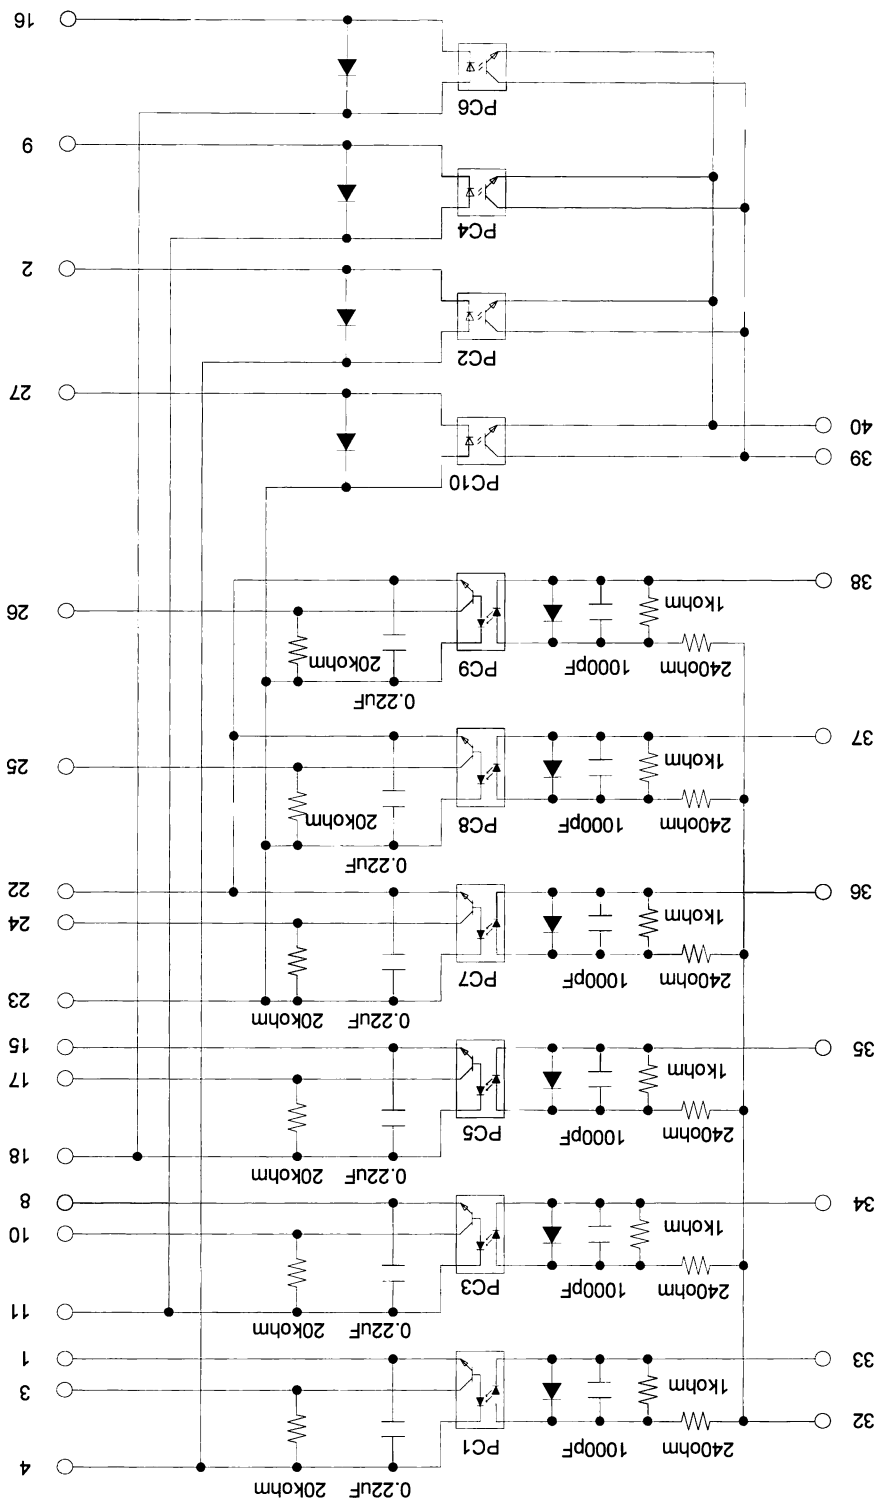 0.22uF 20kohm
4
240ohm 1000pF PC1
32
1kohm 3
33 1
0.22uF 20kohm
11
240ohm 1000pF PC3
1kohm 10
34 8
0.22uF 20kohm
18
240ohm 1000pF PC5
1kohm 17
35 15
0.22uF 20kohm
23
240ohm 1000pF PC7
1kohm 24
36 22
0.22uF
240ohm 1000pF PC8 20kohm
1kohm 25
37
0.22uF
240ohm 1000pF PC9 20kohm
1kohm 26
38
PC10
39
40
27
PC2
2
PC4
9
PC6
16